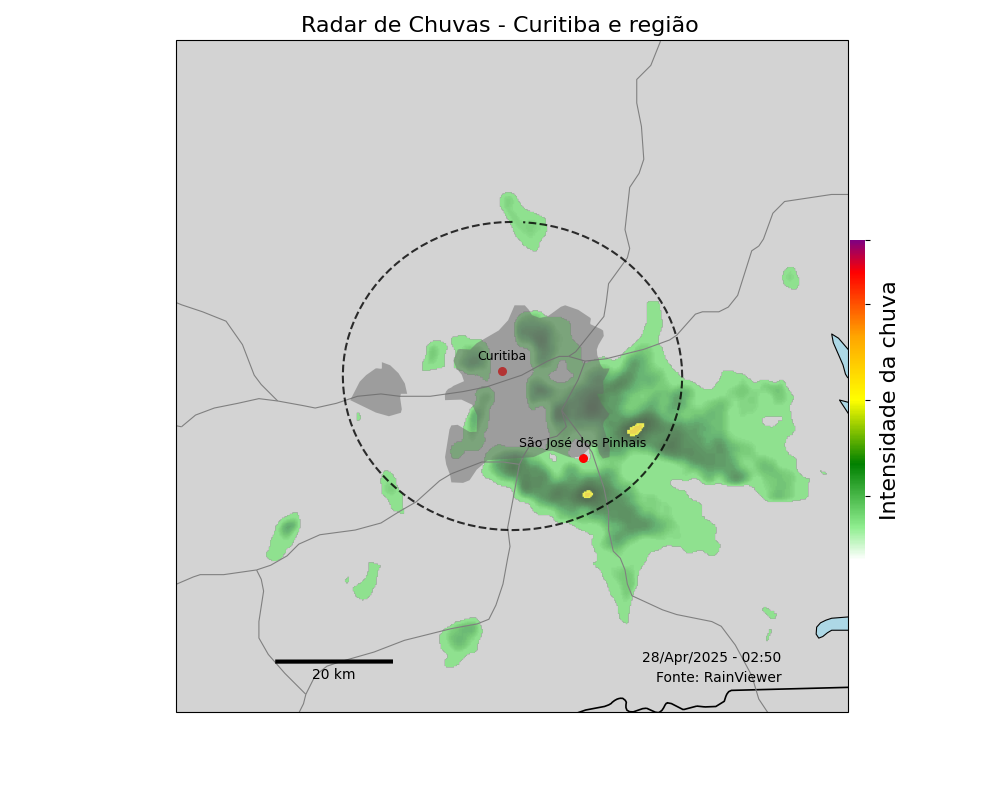 Radar de Chuvas - Curitiba e região
Curitiba
São José dos Pinhais
Intensidade da chuva
28/Apr/2025 - 02:50
20 km
Fonte: RainViewer